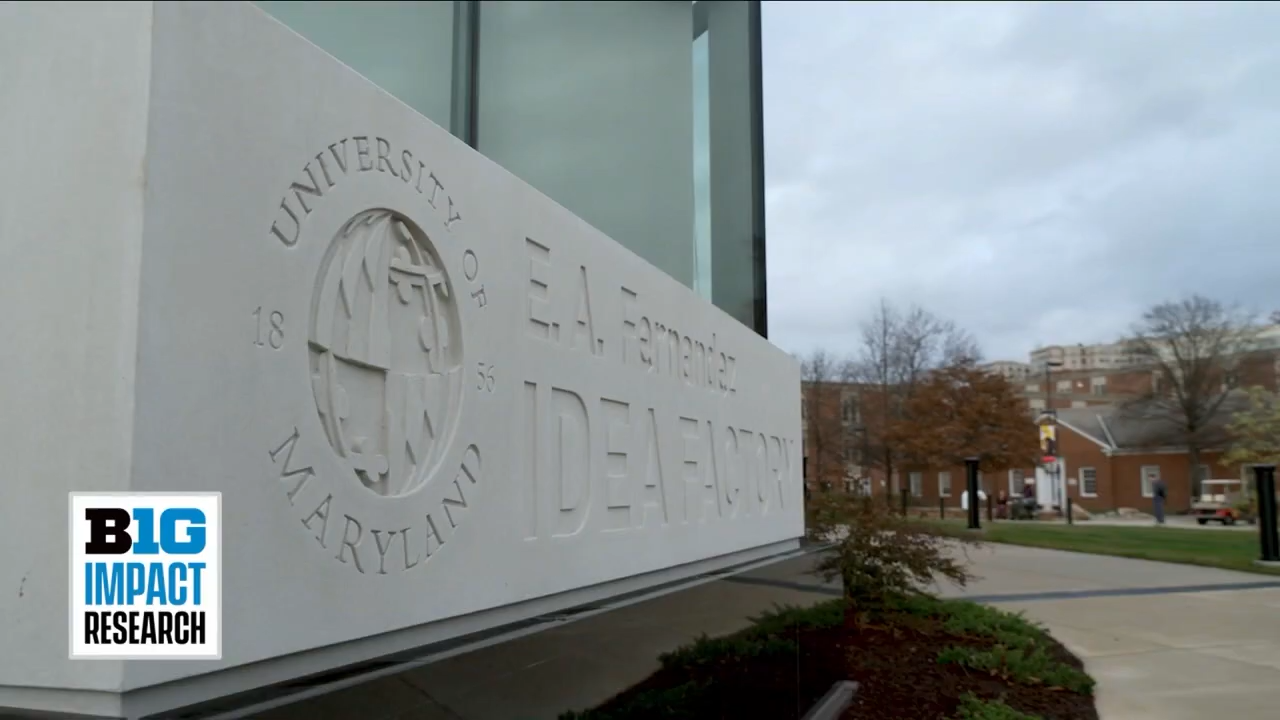 UNIVERSITY OF
18 56
MARYLAND
E.A. Fernandez
IDEA FACTORY
B1G
IMPACT
RESEARCH